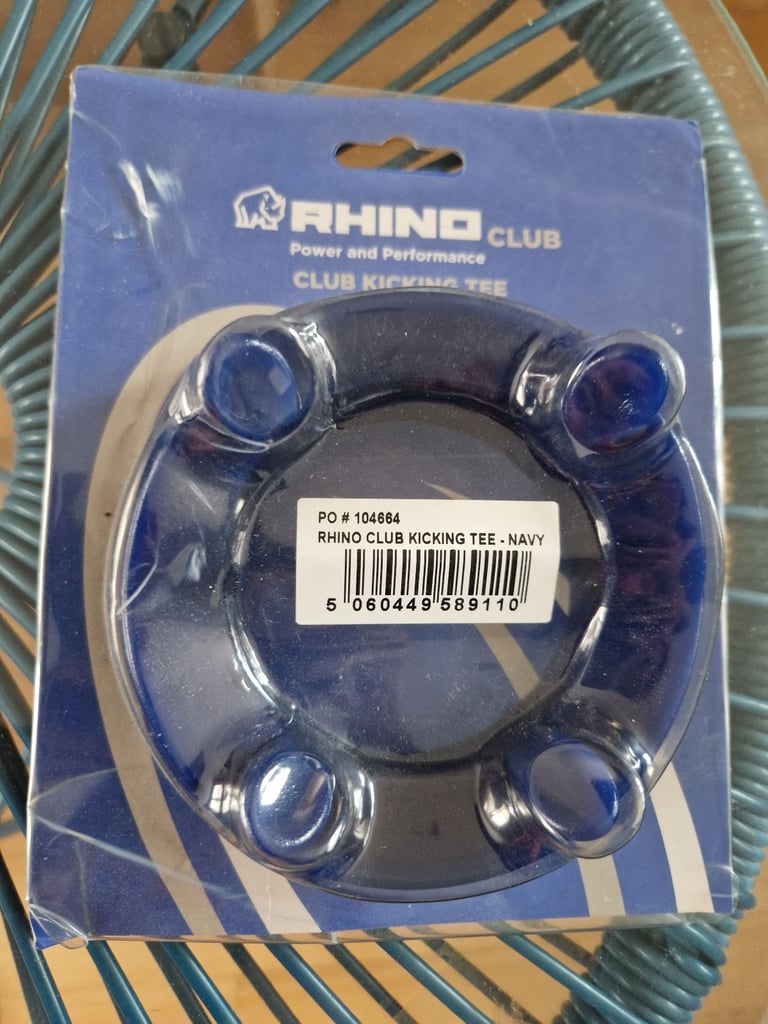 RHINO CLUB
Power and Performance
CLUB KICKING TEE
PO # 104664
RHINO CLUB KICKING TEE - NAVY
5 060449 589110